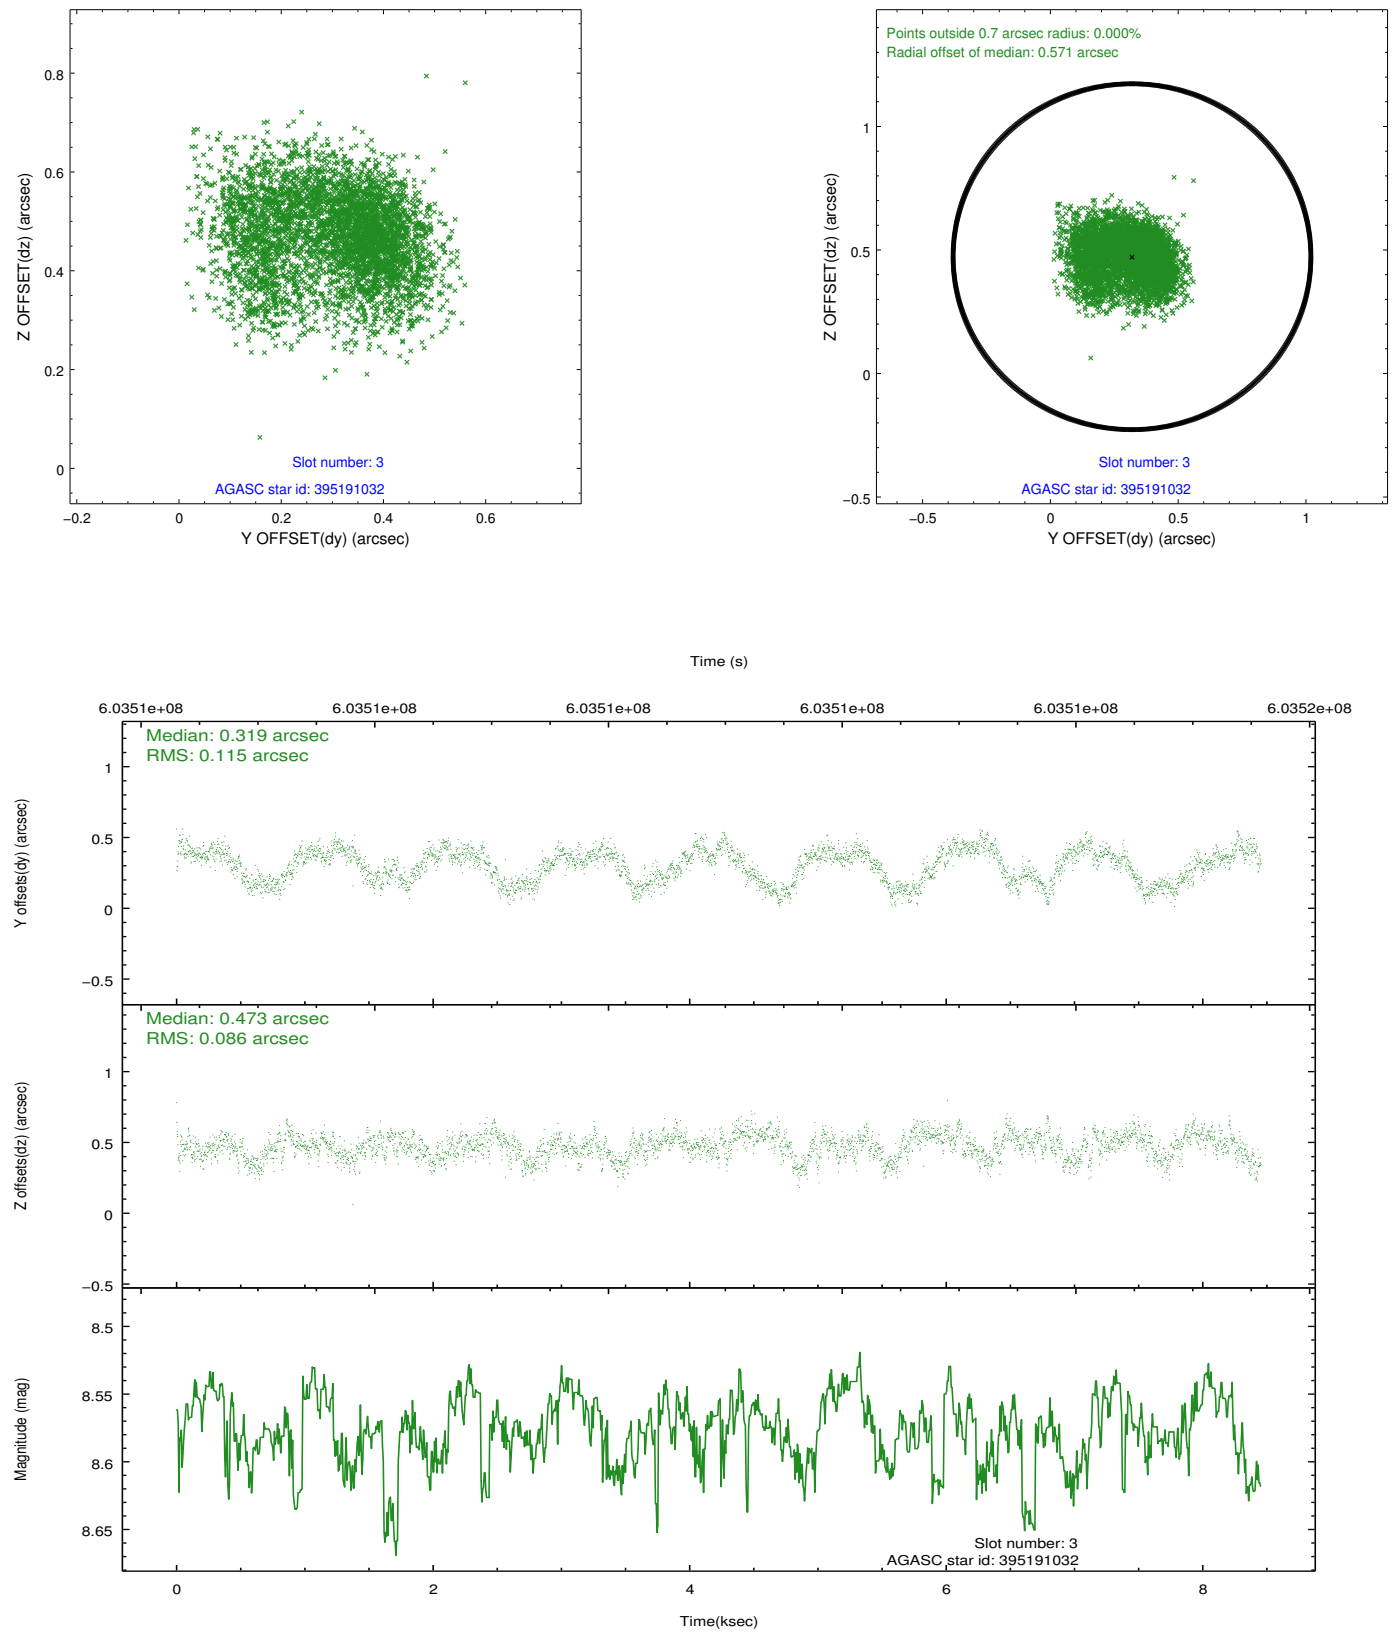 0.8
0.6
0.4
0.2
0
Z OFFSET(dz) (arcsec)
Slot number: 3
AGASC star id: 395191032
−0.2 0 0.2 0.4 0.6
Y OFFSET(dy) (arcsec)
Points outside 0.7 arcsec radius: 0.000%
Radial offset of median: 0.571 arcsec
1
0.5
0
−0.5
Z OFFSET(dz) (arcsec)
Slot number: 3
AGASC star id: 395191032
−0.5 0 0.5 1
Y OFFSET(dy) (arcsec)
Time (s)
6.0351e+08 6.0351e+08 6.0351e+08 6.0351e+08 6.0351e+08 6.0352e+08
Median: 0.319 arcsec
RMS: 0.115 arcsec
1
0.5
0
−0.5
Y offsets(dy) (arcsec)
Median: 0.473 arcsec
RMS: 0.086 arcsec
1
0.5
0
−0.5
Z offsets(dz) (arcsec)
8.5
8.55
8.6
8.65
Magnitude (mag)
Slot number: 3
AGASC star id: 395191032
0 2 4 6 8
Time(ksec)